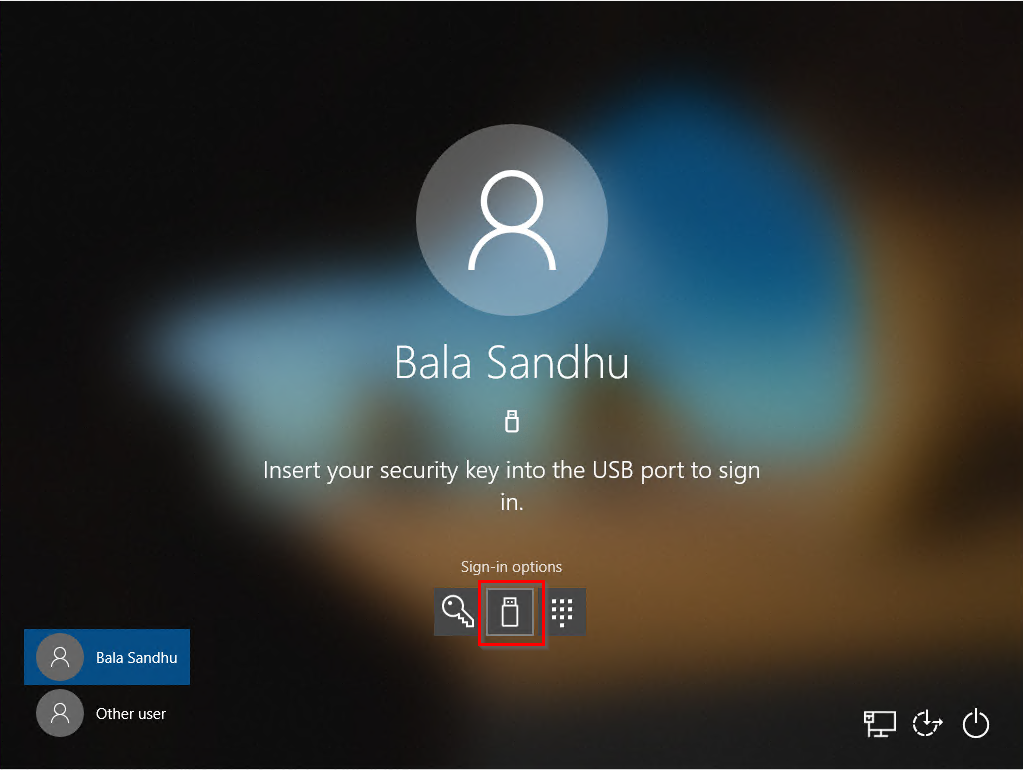 Bala Sandhu
Insert your security key into the USB port to sign
in.
Sign-in options
Bala Sandhu
Other user